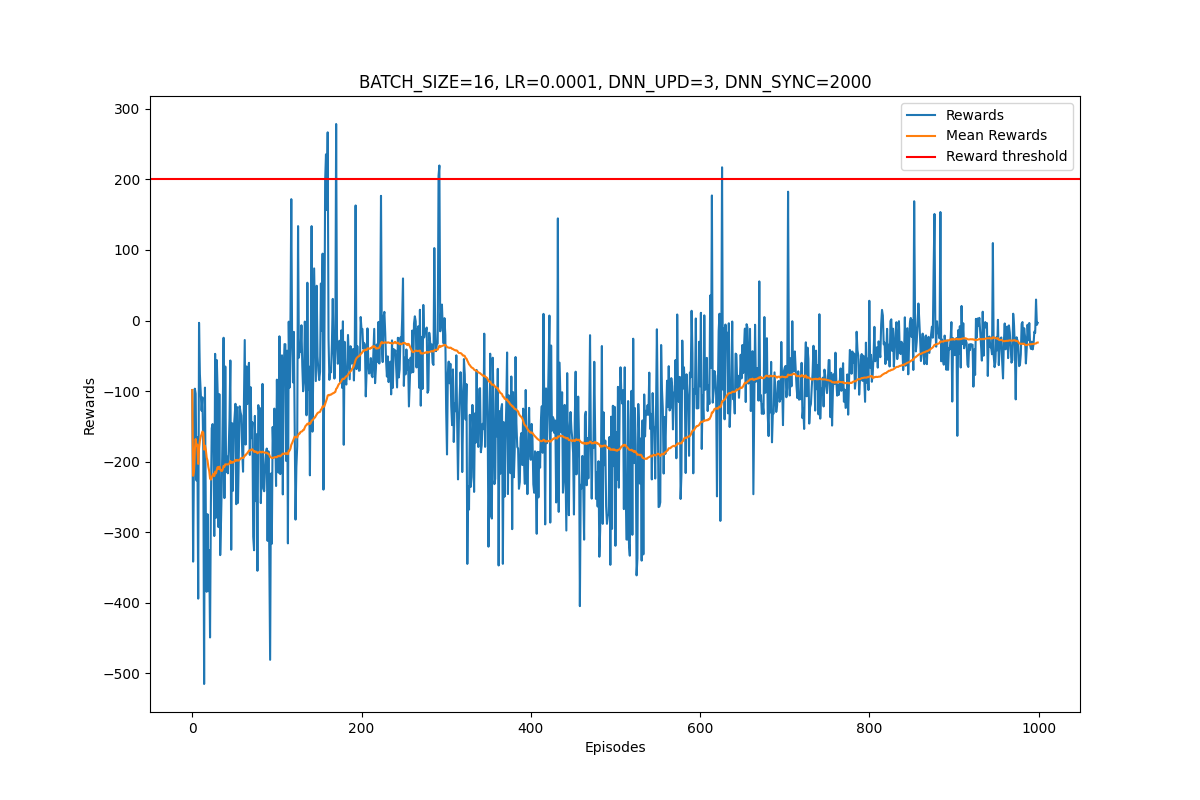 BATCH_SIZE=16, LR=0.0001, DNN_UPD=3, DNN_SYNC=2000
Rewards
Mean Rewards
Reward threshold
300
200
100
0
−100
−200
−300
−400
−500
Rewards
0 200 400 600 800 1000
Episodes